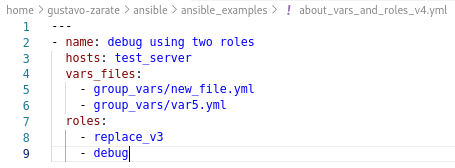 home > gustavo-zarate > ansible > ansible_examples > ! about_vars_and_roles_v4.yml
1 ---
2 - name: debug using two roles
3   hosts: test_server
4   vars_files:
5     - group_vars/new_file.yml
6     - group_vars/var5.yml
7   roles:
8     - replace_v3
9     - debug